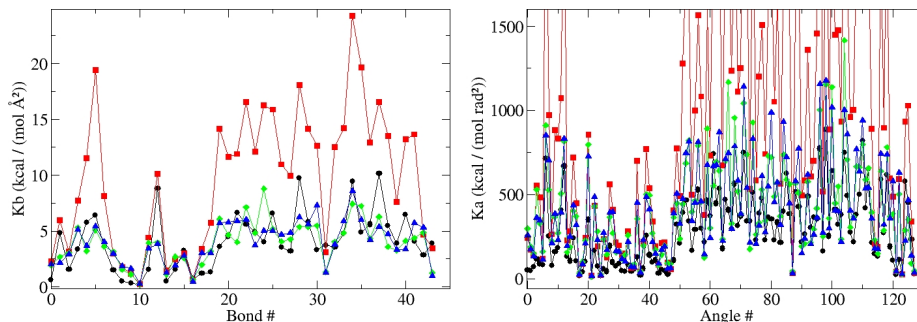 Kb (kcal / (mol Å²))
20
15
10
5
0
0 10 20 30 40
Bond #
Ka (kcal / (mol rad²))
1500
1000
500
0
0 20 40 60 80 100 120
Angle #